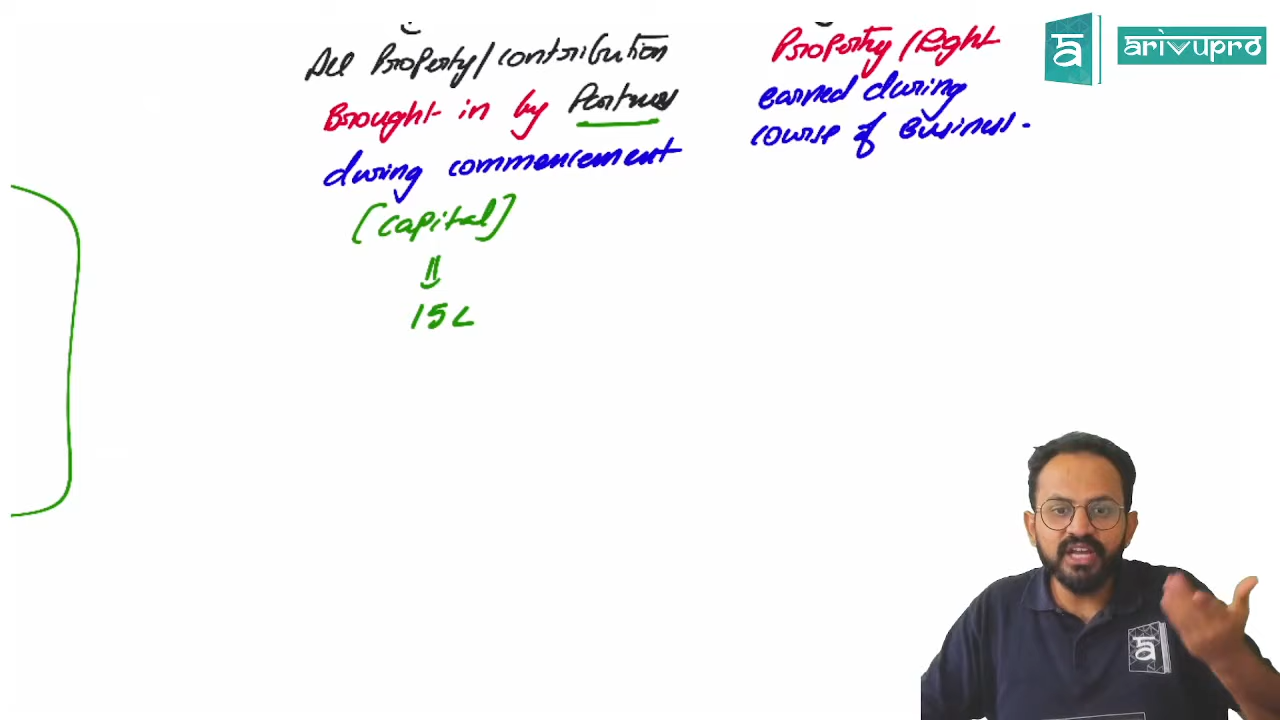 All Property/contribution
Brought in by Partners
during commencement
[capital]
15L
Property/Right
earned during
course of Business.
a
arivupro